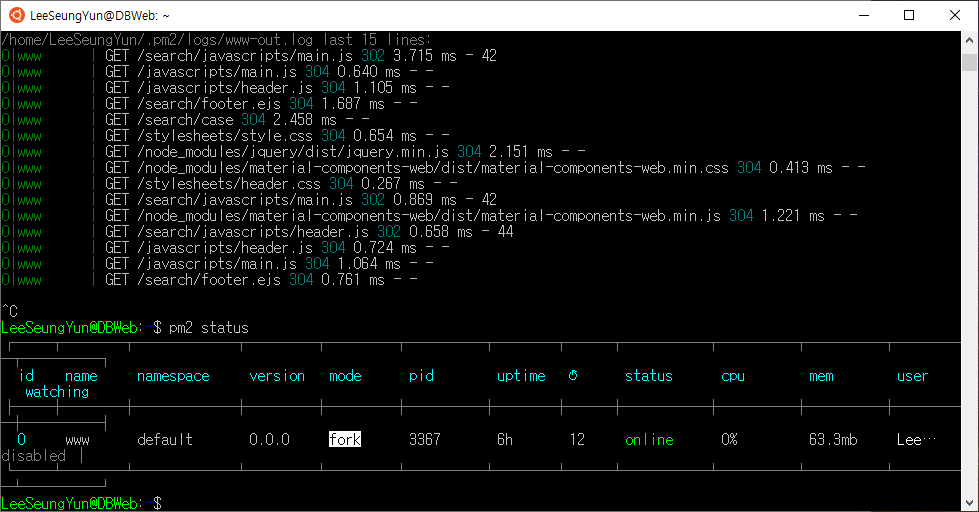 LeeSeungYun@DBWeb: ~
/home/LeeSeungYun/.pm2/logs/www-out.log last 15 lines:
0|www      | GET /search/javascripts/main.js 302 3.715 ms - 42
0|www      | GET /javascripts/main.js 304 0.640 ms - -
0|www      | GET /javascripts/header.js 304 1.105 ms - -
0|www      | GET /search/footer.ejs 304 1.687 ms - -
0|www      | GET /search/case 304 2.458 ms - -
0|www      | GET /stylesheets/style.css 304 0.654 ms - -
0|www      | GET /node_modules/jquery/dist/jquery.min.js 304 2.151 ms - -
0|www      | GET /node_modules/material-components-web/dist/material-components-web.min.css 304 0.413 ms - -
0|www      | GET /stylesheets/header.css 304 0.267 ms - -
0|www      | GET /search/javascripts/main.js 302 0.869 ms - 42
0|www      | GET /node_modules/material-components-web/dist/material-components-web.min.js 304 1.221 ms - -
0|www      | GET /search/javascripts/header.js 302 0.658 ms - 44
0|www      | GET /javascripts/header.js 304 0.724 ms - -
0|www      | GET /javascripts/main.js 304 1.064 ms - -
0|www      | GET /search/footer.ejs 304 0.761 ms - -
^C
LeeSeungYun@DBWeb:~$ pm2 status
id name namespace version mode pid uptime ↺ status cpu mem user
watching
0 www default 0.0.0 fork 3367 6h 12 online 0% 63.3mb Lee…
disabled |
LeeSeungYun@DBWeb:~$